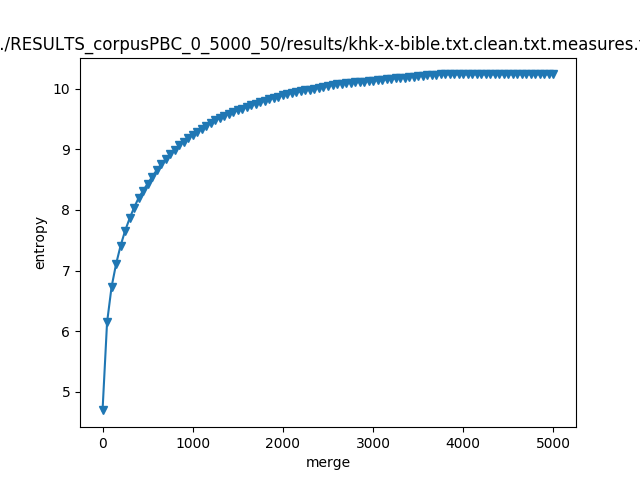 ./RESULTS_corpusPBC_0_5000_50/results/khk-x-bible.txt.clean.txt.measures.
entropy
10
9
8
7
6
5
0 1000 2000 3000 4000 5000
merge